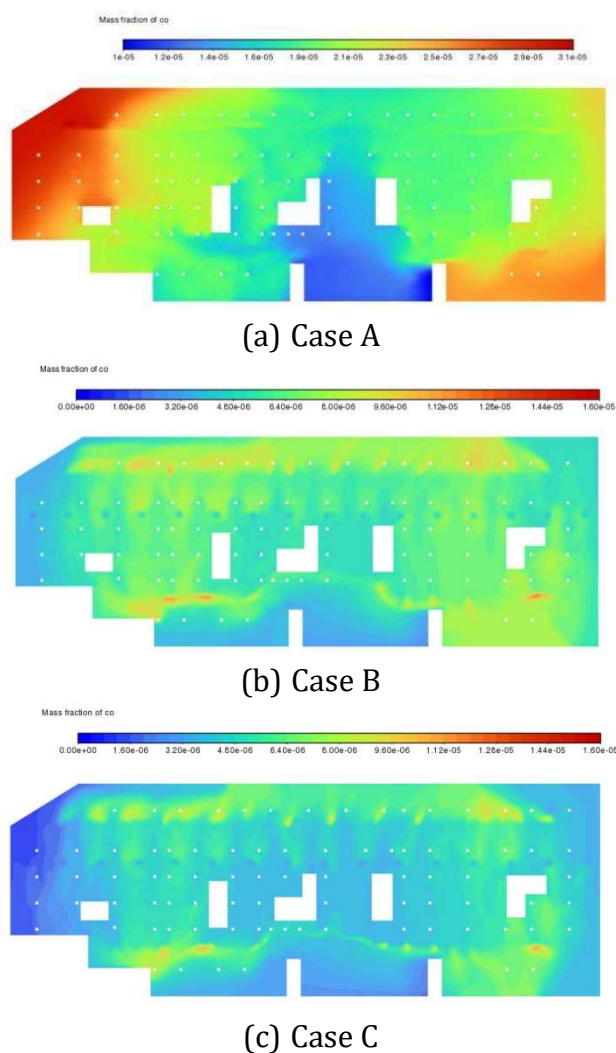 Mass fraction of co
1e-05 1.2e-05 1.4e-05 1.6e-05 1.9e-05 2.1e-05 2.3e-05 2.5e-05 2.7e-05 2.9e-05 3.1e-05
(a) Case A
Mass fraction of co
0.00e+00 1.60e-06 3.20e-06 4.80e-06 6.40e-06 8.00e-06 9.60e-06 1.12e-05 1.28e-05 1.44e-05 1.60e-05
(b) Case B
Mass fraction of co
0.00e+00 1.60e-06 3.20e-06 4.80e-06 6.40e-06 8.00e-06 9.60e-06 1.12e-05 1.28e-05 1.44e-05 1.60e-05
(c) Case C